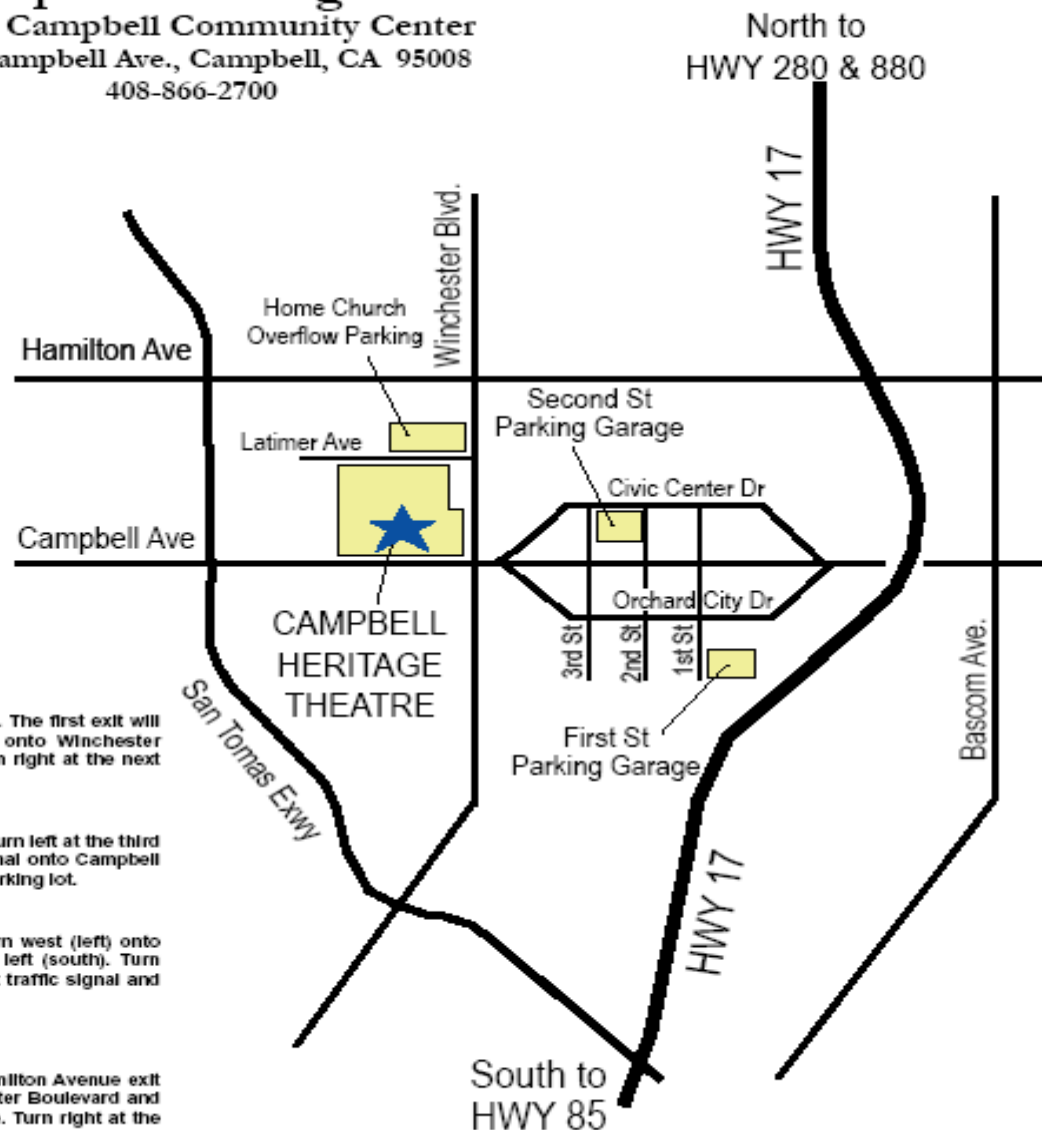 Campbell Community Center
Campbell Ave., Campbell, CA 95008
408-866-2700
North to
HWY 280 & 880
HWY 17
Winchester Blvd.
Home Church
Overflow Parking
Hamilton Ave
Second St
Parking Garage
Latimer Ave
Civic Center Dr
Campbell Ave
Orchard City Dr
CAMPBELL
HERITAGE
THEATRE
3rd St
2nd St
1st St
First St
Parking Garage
Bascom Ave.
San Tomas Exwy
HWY 17
South to
HWY 85
. The first exit will
onto Winchester
right at the next
urn left at the third
onto Campbell
rking lot.
rn west (left) onto
left (south). Turn
traffic signal and
Avenue exit
Boulevard and
). Turn right at the